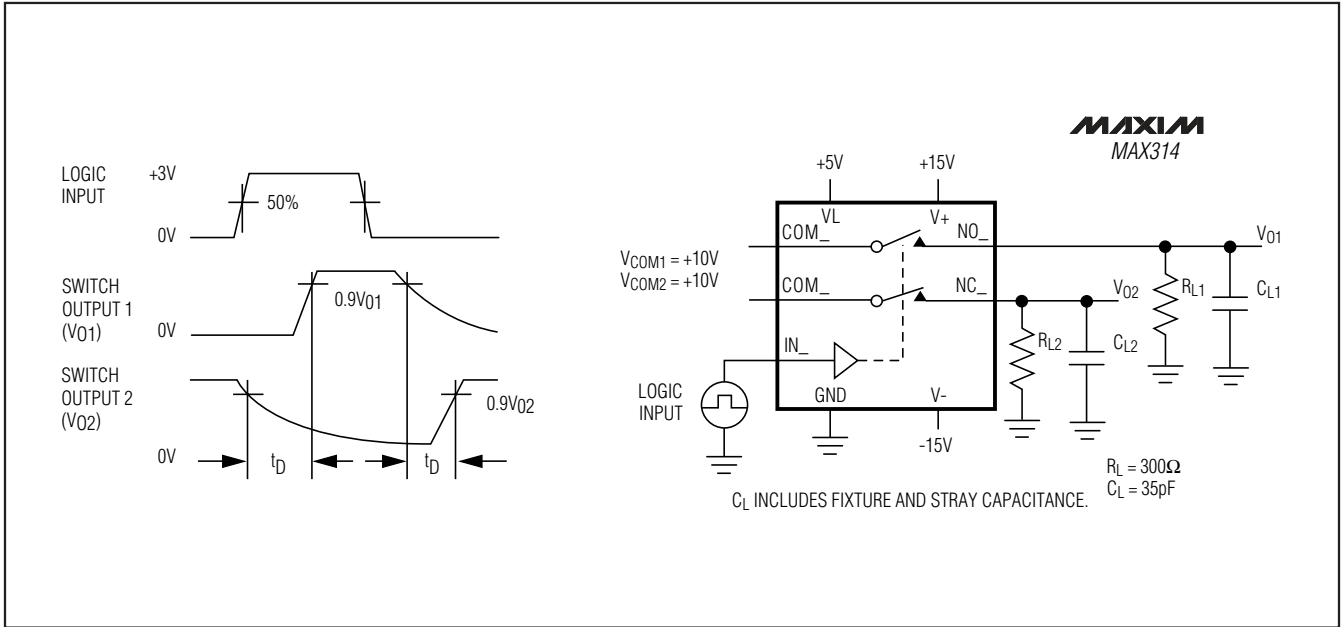 LOGIC
INPUT
+3V
0V
50%
SWITCH
OUTPUT 1
(VO1)
0V
0.9VO1
SWITCH
OUTPUT 2
(VO2)
0V
0.9VO2
tD
tD
MAXIM
MAX314
+5V
+15V
VL
V+
COM_
NO_
VCOM1 = +10V
VCOM2 = +10V
COM_
NC_
VO1
RL1
CL1
VO2
RL2
CL2
IN_
LOGIC
INPUT
GND
V-
-15V
RL = 300Ω
CL = 35pF
CL INCLUDES FIXTURE AND STRAY CAPACITANCE.